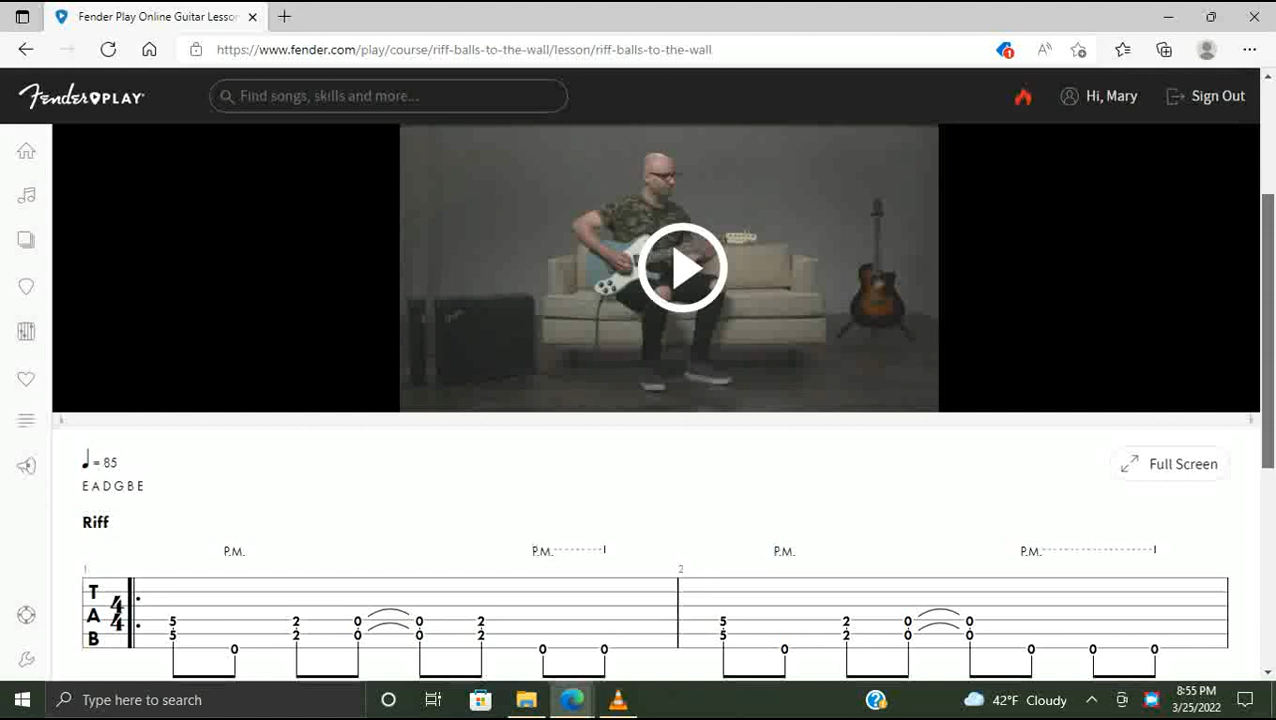 Fender Play Online Guitar Lesson
https://www.fender.com/play/course/riff-balls-to-the-wall/lesson/riff-balls-to-the-wall
1
Fender PLAY
Find songs, skills and more...
Hi, Mary
Sign Out
= 85
Full Screen
E A D G B E
Riff
P.M. P.M. P.M. P.M.
1 2
T A B
4 4
5 2 0 0 2 5 2 0 0
5 2 0 0 2 5 2 0 0
0 0 0 0 0 0 0
Type here to search
42°F Cloudy
8:55 PM
3/25/2022